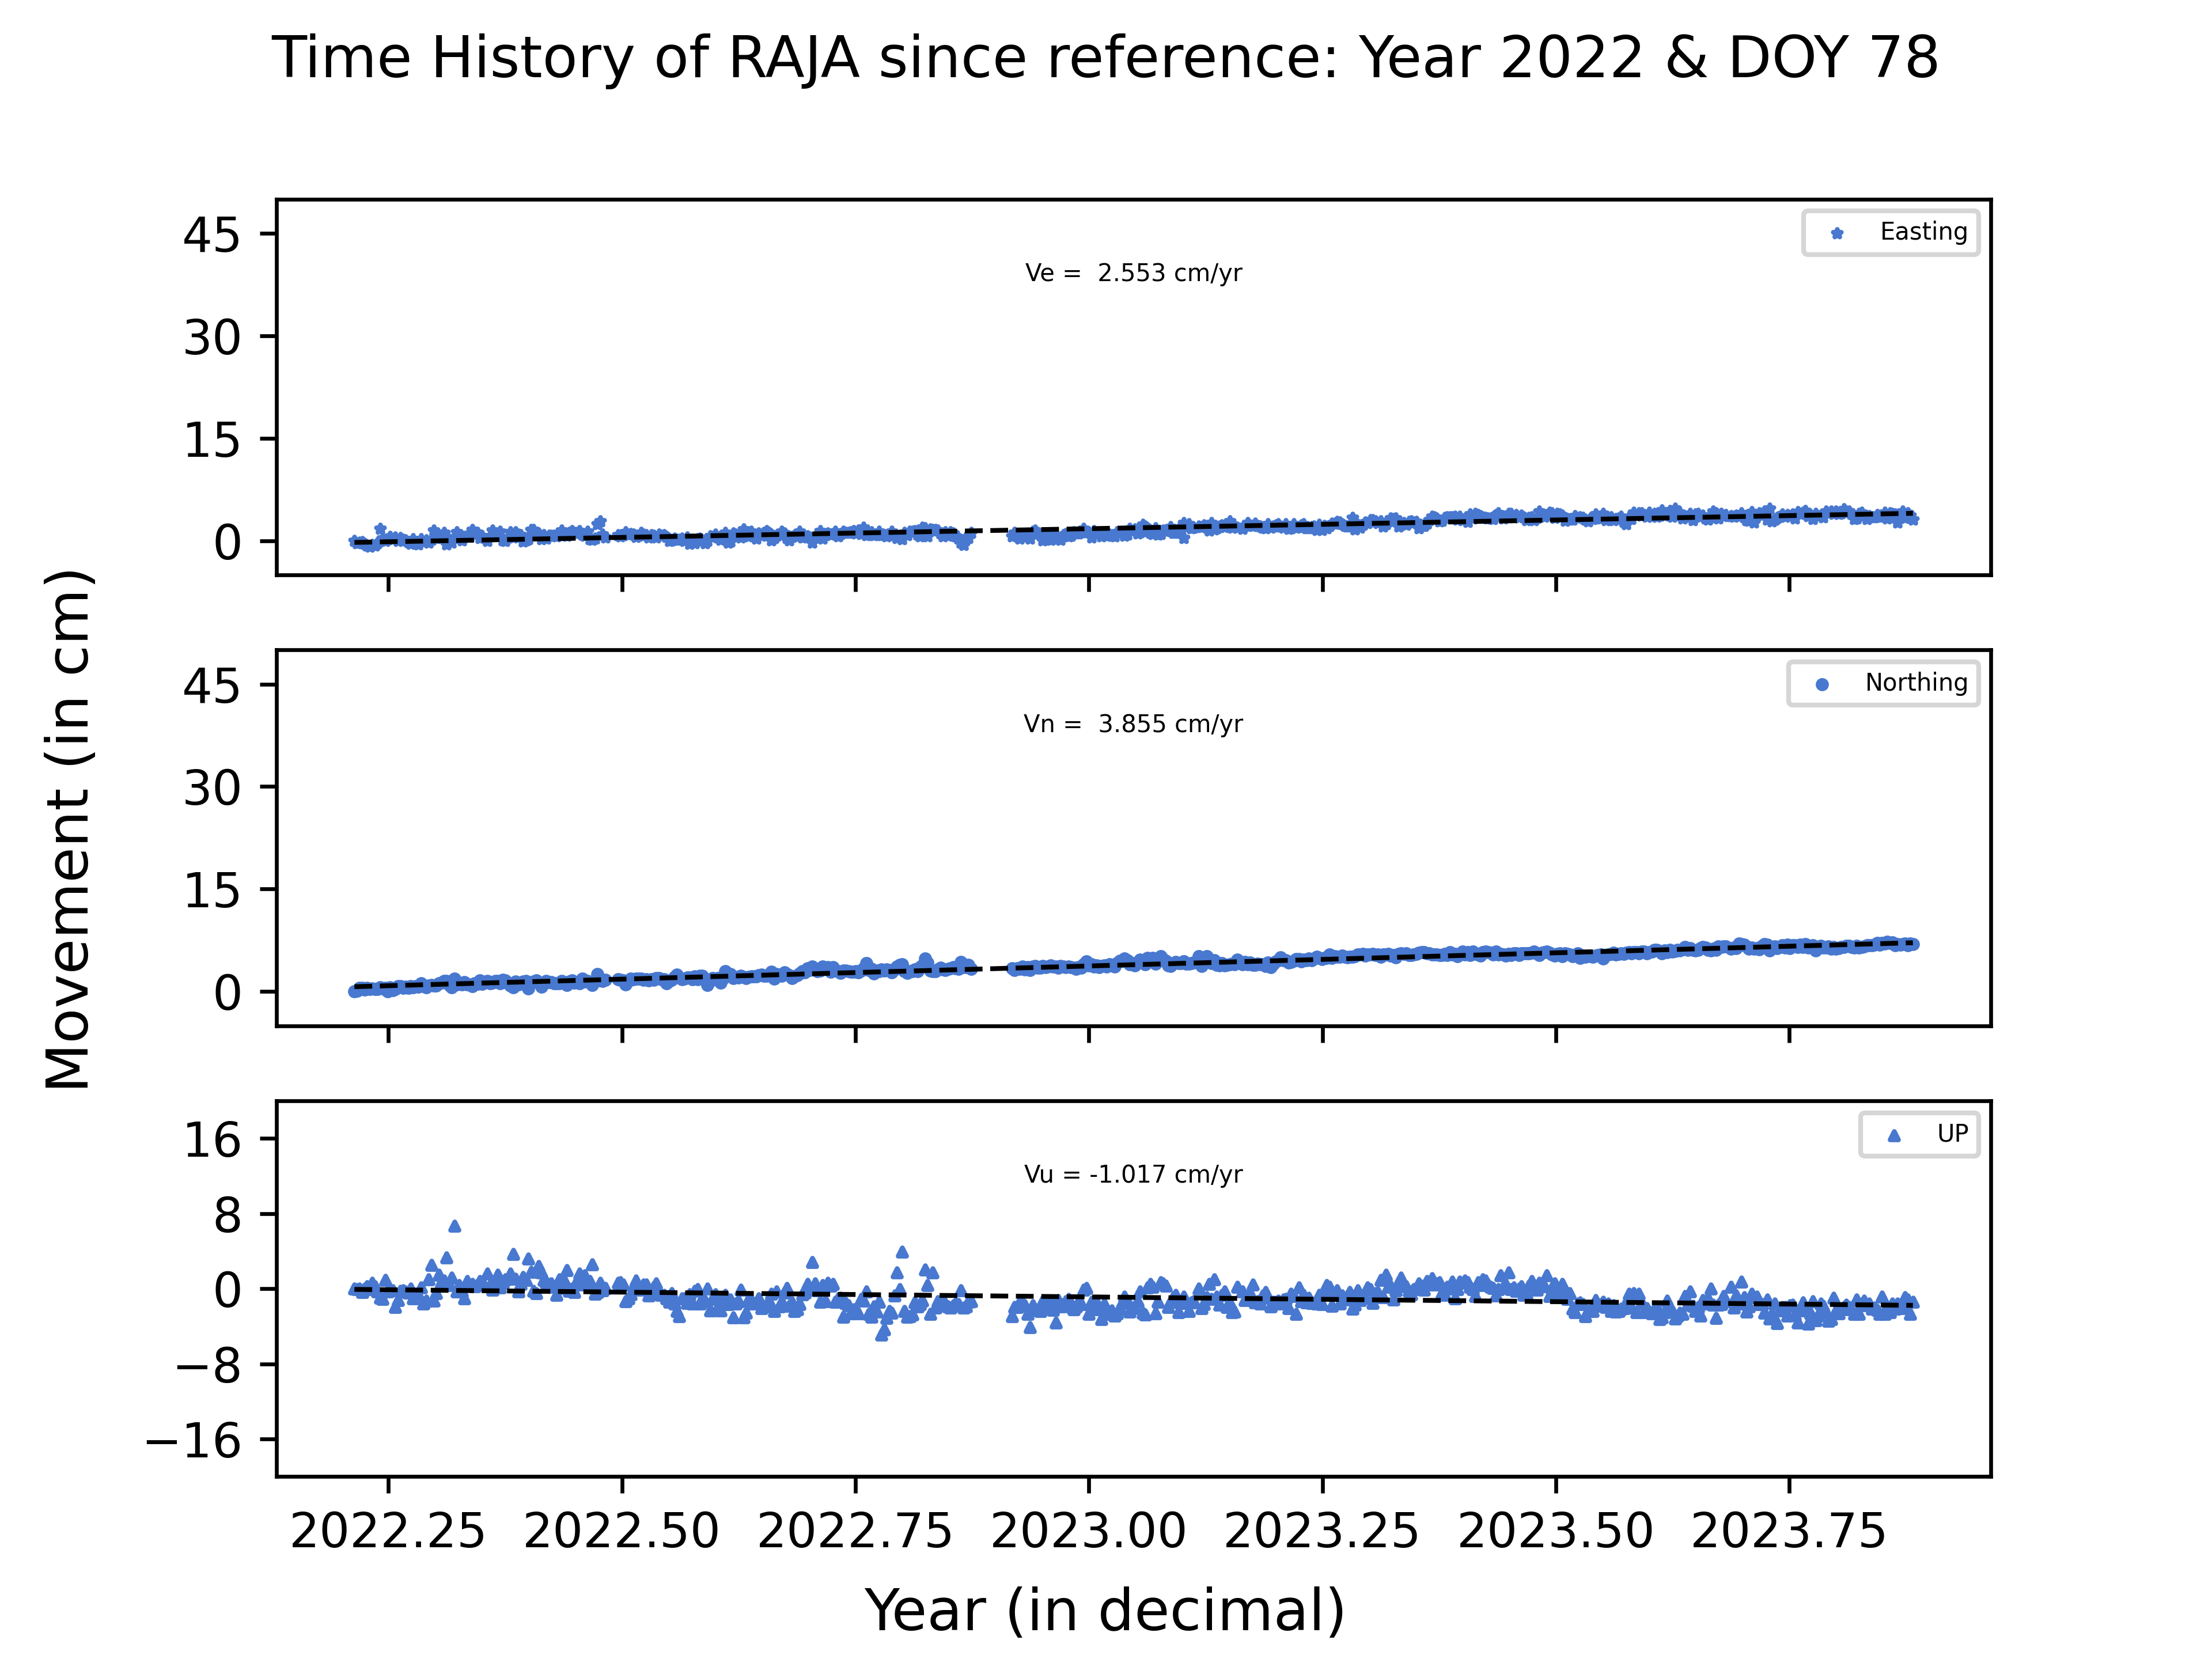 Time History of RAJA since reference: Year 2022 & DOY 78
Movement (in cm)
45
30
15
0
Easting
Ve =  2.553 cm/yr
45
30
15
0
Northing
Vn =  3.855 cm/yr
16
8
0
−8
−16
UP
Vu = -1.017 cm/yr
2022.25 2022.50 2022.75 2023.00 2023.25 2023.50 2023.75
Year (in decimal)